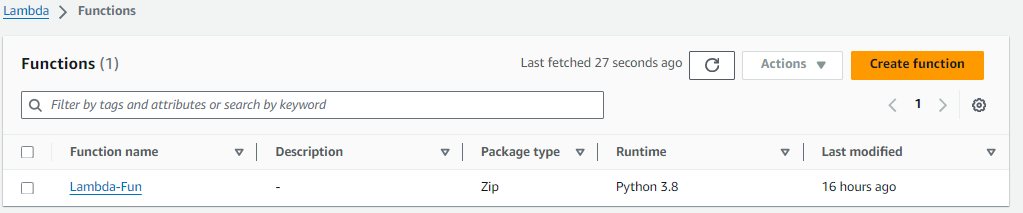 Lambda > Functions
Functions (1) Last fetched 27 seconds ago Actions Create function
Filter by tags and attributes or search by keyword 1
Function name Description Package type Runtime Last modified
Lambda-Fun - Zip Python 3.8 16 hours ago